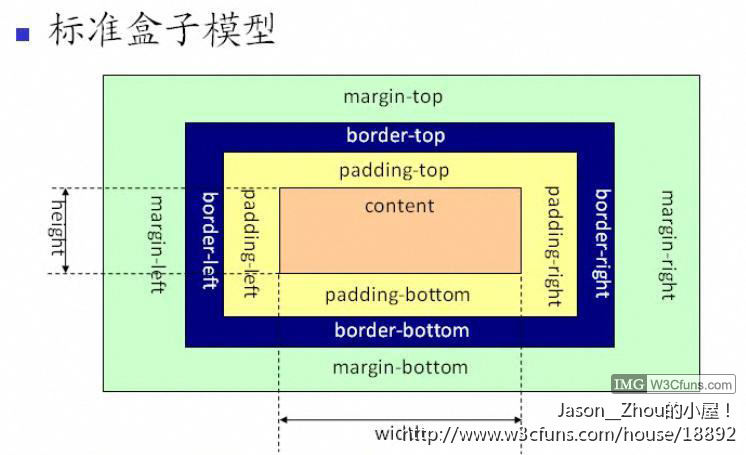 标准盒子模型
margin-top
border-top
padding-top
content
height
margin-left
border-left
padding-left
padding-right
border-right
margin-right
padding-bottom
border-bottom
margin-bottom
IMG W3Cfuns.com
Jason__Zhou的小屋！
width
http://www.w3cfuns.com/house/18892